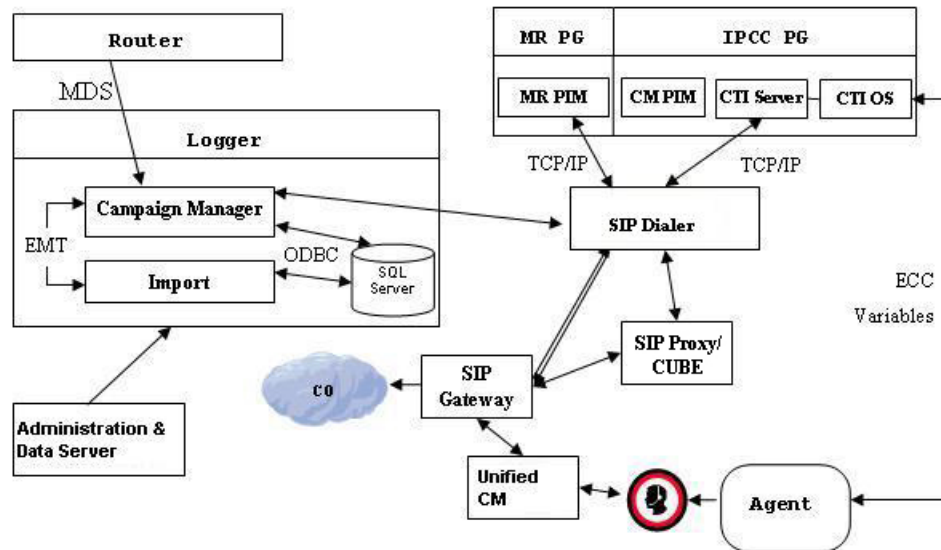 Router
MDS
Logger
Campaign Manager
EMT
ODBC
Import
SQL
Server
Administration &
Data Server
MR PG
IPCC PG
MR PIM
CM PIM
CTI Server
CTI OS
TCP/IP
TCP/IP
SIP Dialer
ECC
Variables
SIP Proxy/
CUBE
SIP
Gateway
CO
Unified
CM
Agent